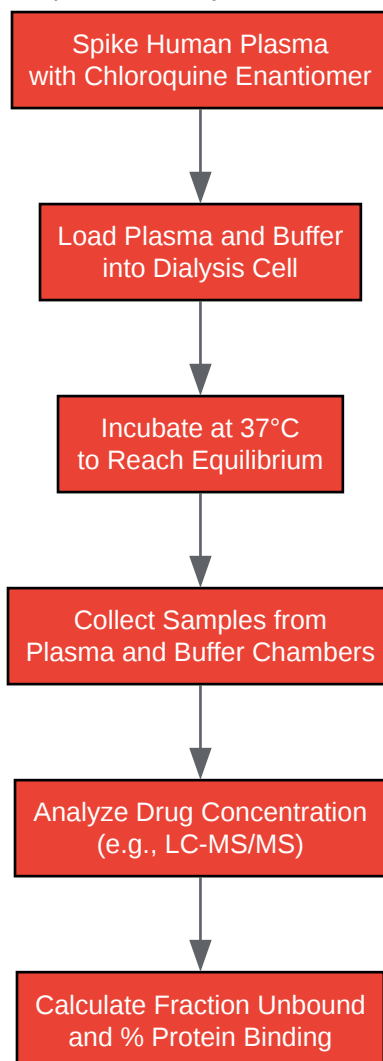 Spike Human Plasma
with Chloroquine Enantiomer
Load Plasma and Buffer
into Dialysis Cell
Incubate at 37°C
to Reach Equilibrium
Collect Samples from
Plasma and Buffer Chambers
Analyze Drug Concentration
(e.g., LC-MS/MS)
Calculate Fraction Unbound
and % Protein Binding